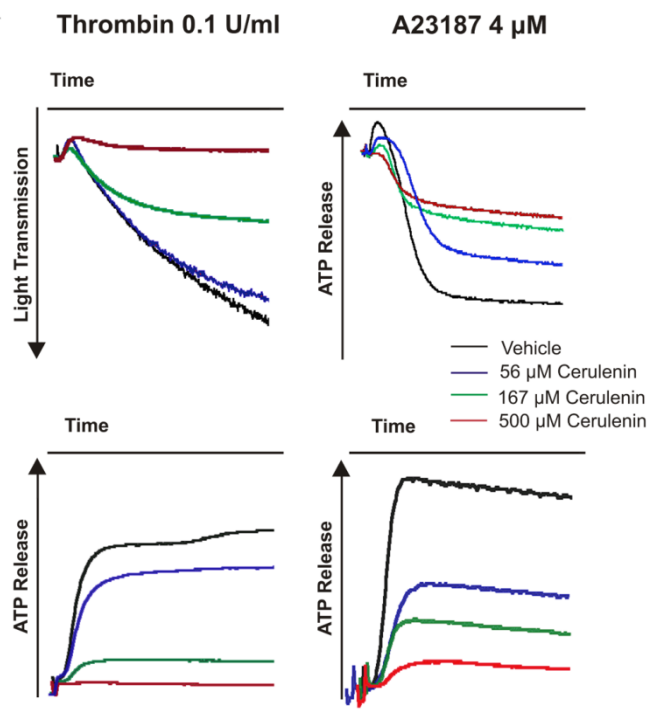 Thrombin 0.1 U/ml
A23187 4 µM
Time
Time
Light Transmission
ATP Release
Vehicle
56 µM Cerulenin
167 µM Cerulenin
500 µM Cerulenin
Time
Time
ATP Release
ATP Release